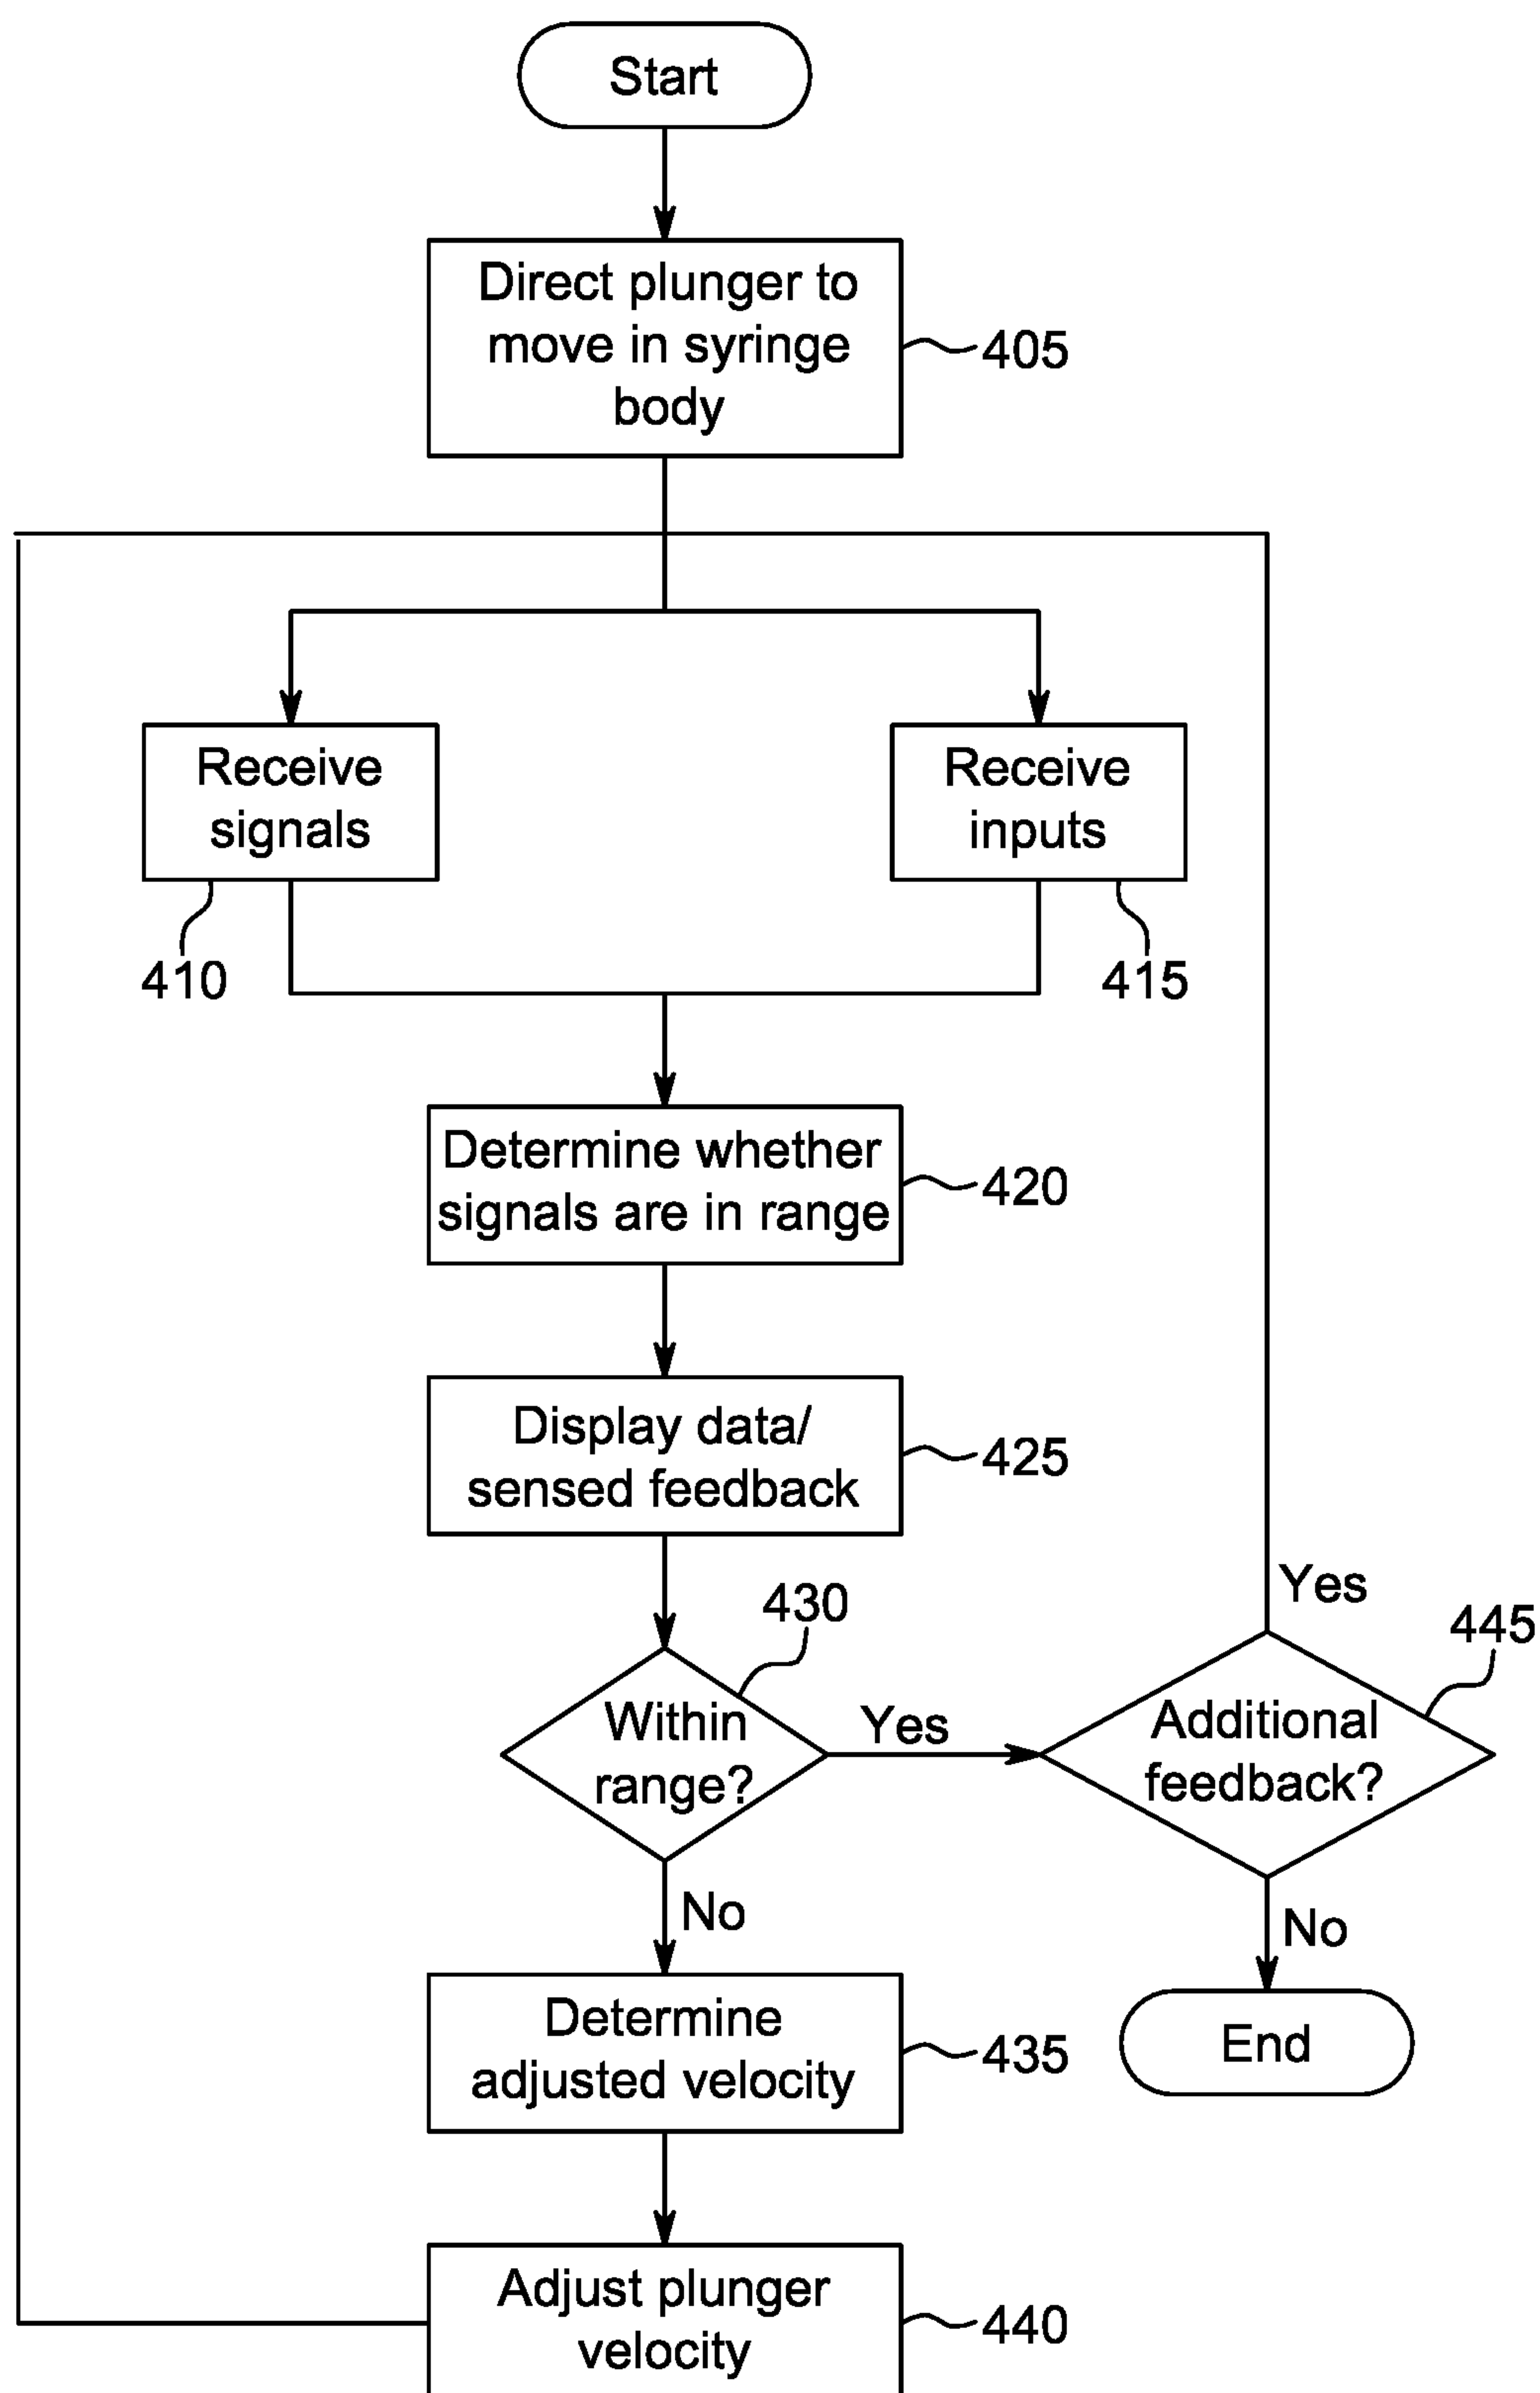 Start
Direct plunger to
move in syringe
body
405
Receive
signals
410
Receive
inputs
415
Determine whether
signals are in range
420
Display data/
sensed feedback
425
430
Within
range?
Yes
No
445
Additional
feedback?
Yes
No
End
Determine
adjusted velocity
435
Adjust plunger
velocity
440